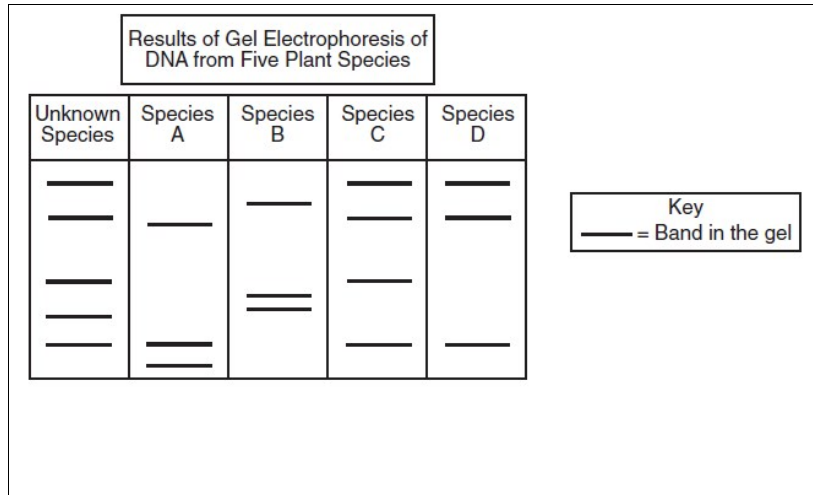 Results of Gel Electrophoresis of
DNA from Five Plant Species
Unknown Species
Species A
Species B
Species C
Species D
Key
= Band in the gel